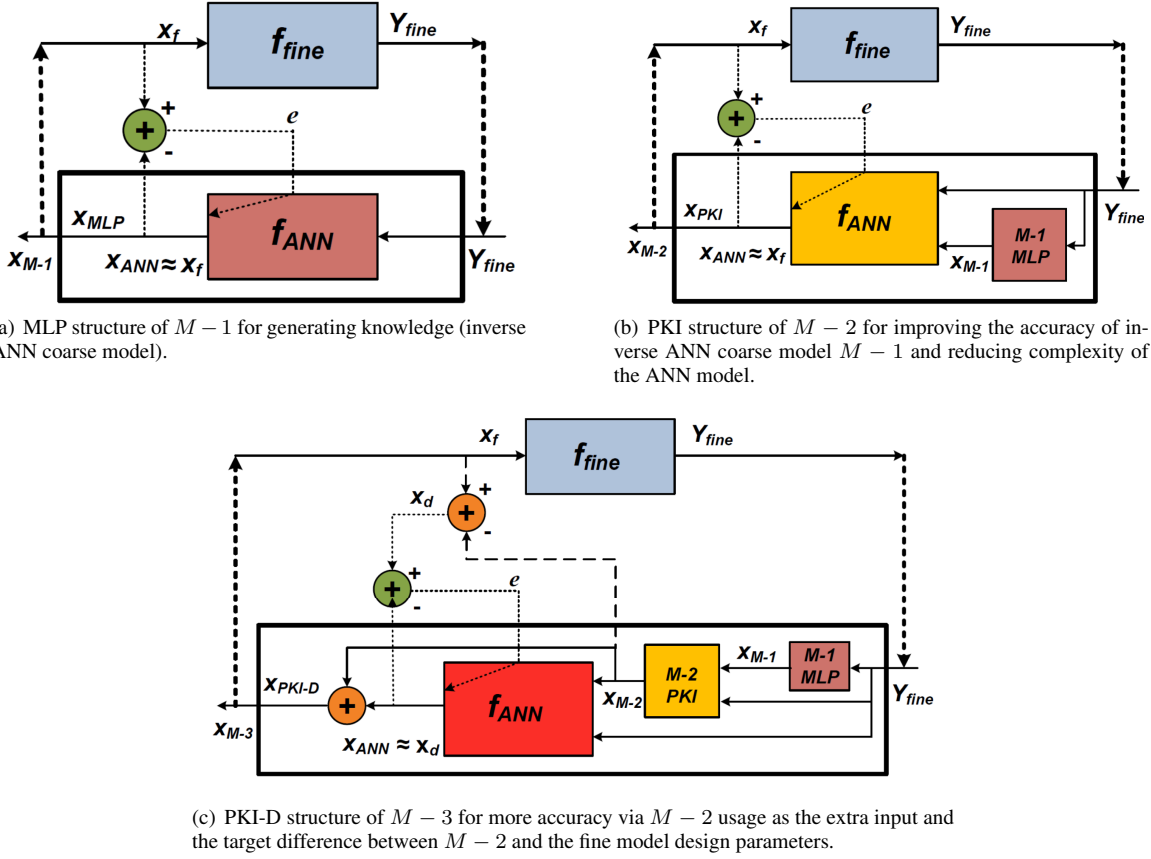 x_f
f_fine
Y_fine
+
+
-
e
x_MLP
f_ANN
x_M-1
x_ANN ≈ x_f
Y_fine
a) MLP structure of M − 1 for generating knowledge (inverse
ANN coarse model).
x_f
f_fine
Y_fine
+
+
-
e
x_PKI
f_ANN
Y_fine
x_M-2
x_ANN ≈ x_f
x_M-1
M-1
MLP
(b) PKI structure of M − 2 for improving the accuracy of in-
verse ANN coarse model M − 1 and reducing complexity of
the ANN model.
x_f
f_fine
Y_fine
x_d
+
+
-
+
+
-
e
x_PKI-D
+
x_M-3
x_ANN ≈ x_d
f_ANN
x_M-2
M-2
PKI
x_M-1
M-1
MLP
Y_fine
(c) PKI-D structure of M − 3 for more accuracy via M − 2 usage as the extra input and
the target difference between M − 2 and the fine model design parameters.